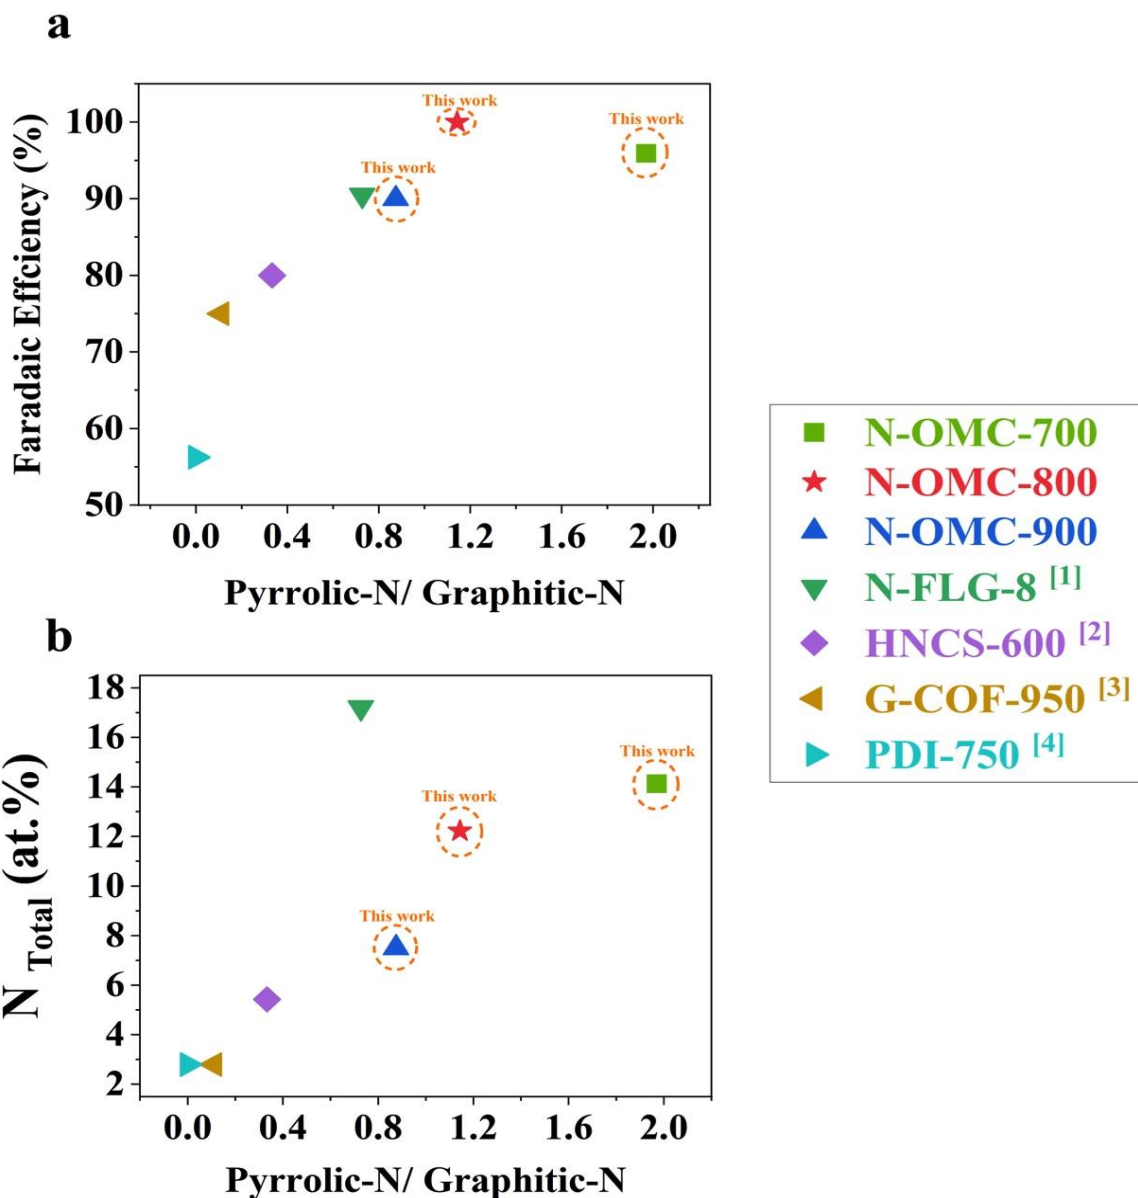 a
This work
This work
This work
100
90
80
70
60
50
Faradaic Effciency (%)
0.0 0.4 0.8 1.2 1.6 2.0
Pyrrolic-N/ Graphitic-N
N-OMC-700
N-OMC-800
N-OMC-900
N-FLG-8 [1]
HNCS-600 [2]
G-COF-950 [3]
PDI-750 [4]
b
This work
This work
This work
18
16
14
12
10
8
6
4
2
N Total (at.%)
0.0 0.4 0.8 1.2 1.6 2.0
Pyrrolic-N/ Graphitic-N